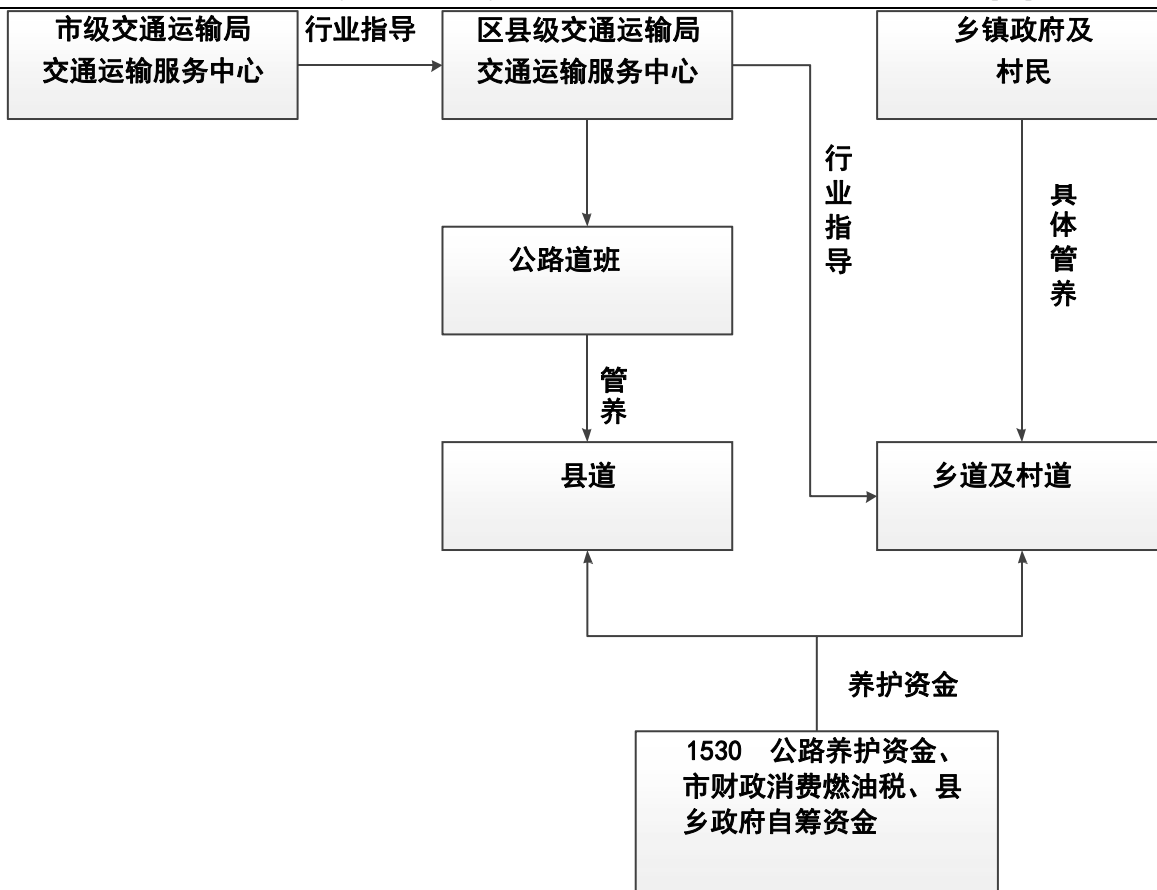 市级交通运输局
交通运输服务中心
行业指导
区县级交通运输局
交通运输服务中心
乡镇政府及
村民
行业指导
具体管养
公路道班
管养
县道
乡道及村道
养护资金
1530 公路养护资金、
市财政消费燃油税、县
乡政府自筹资金